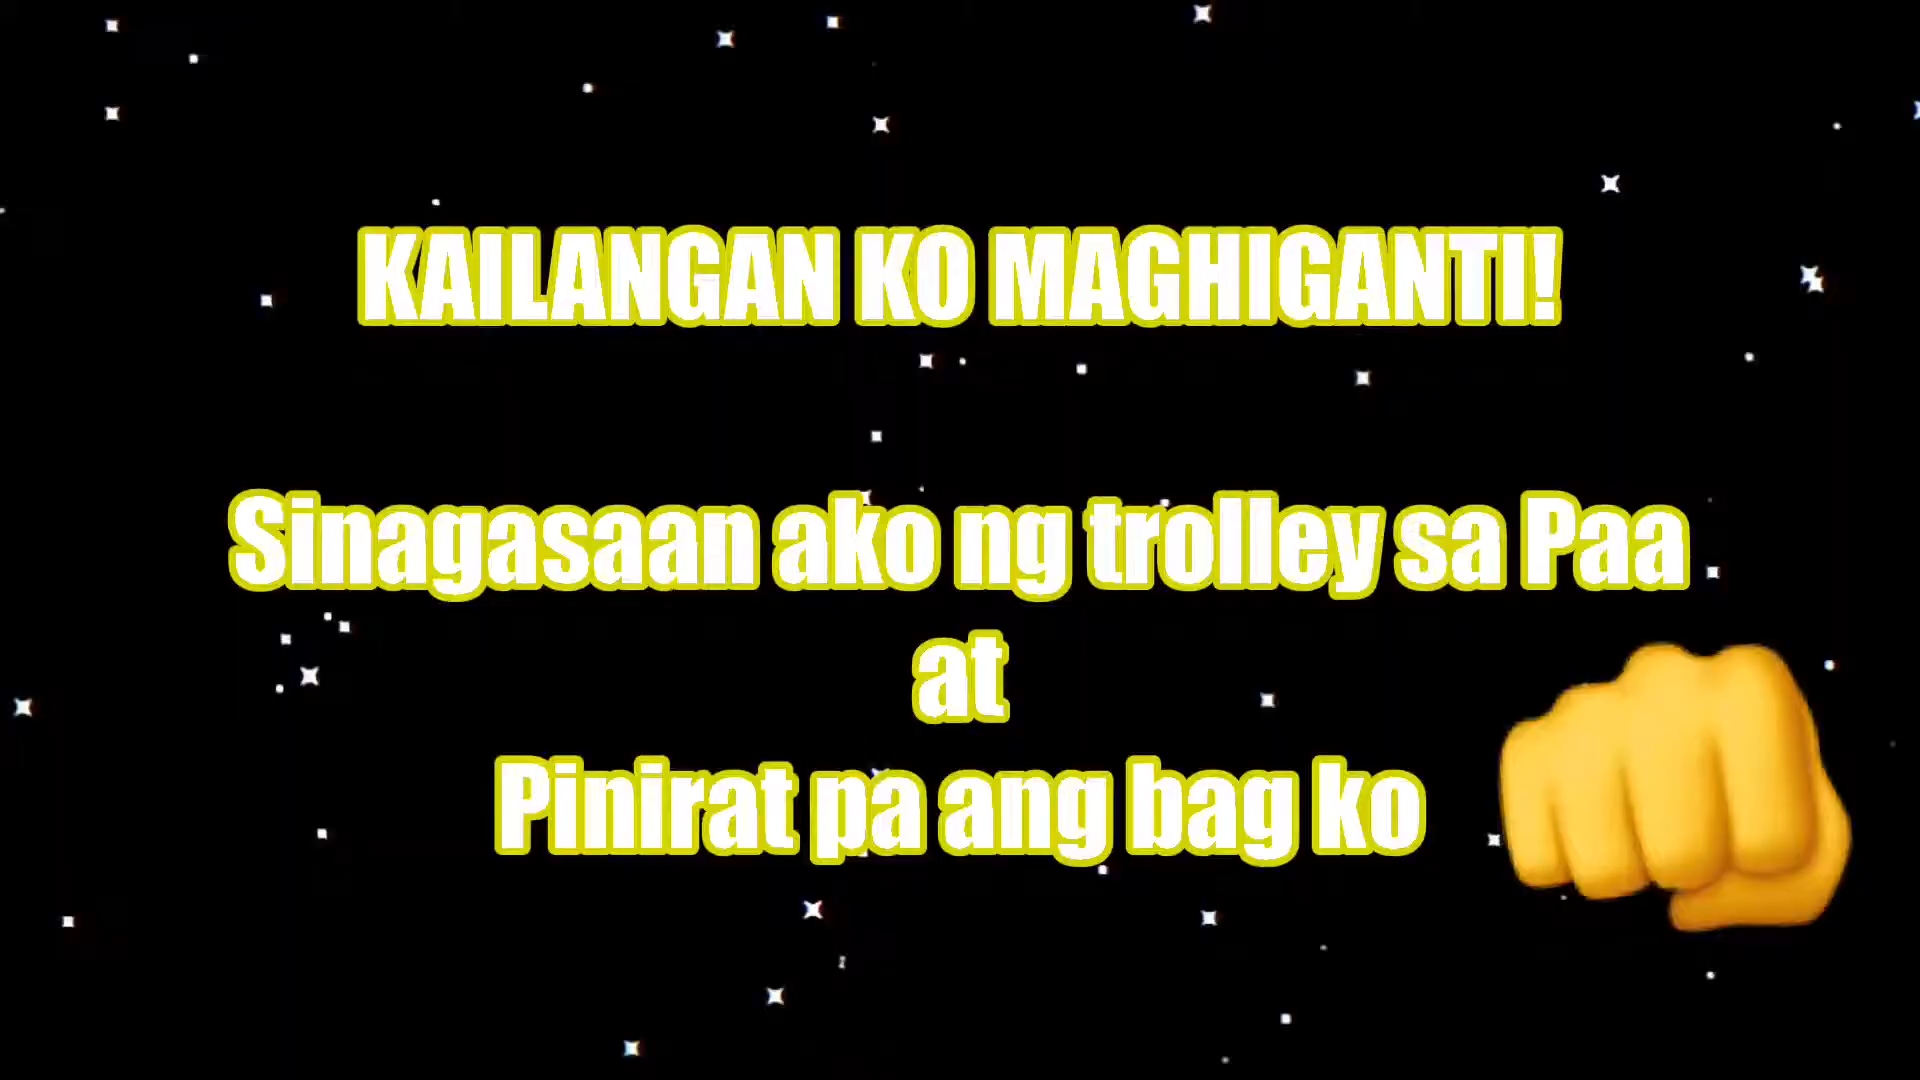 KAILANGAN KO MAGHIGANTI!
Sinagasaan ako ng trolley sa Paa
at
Pinirat pa ang bag ko